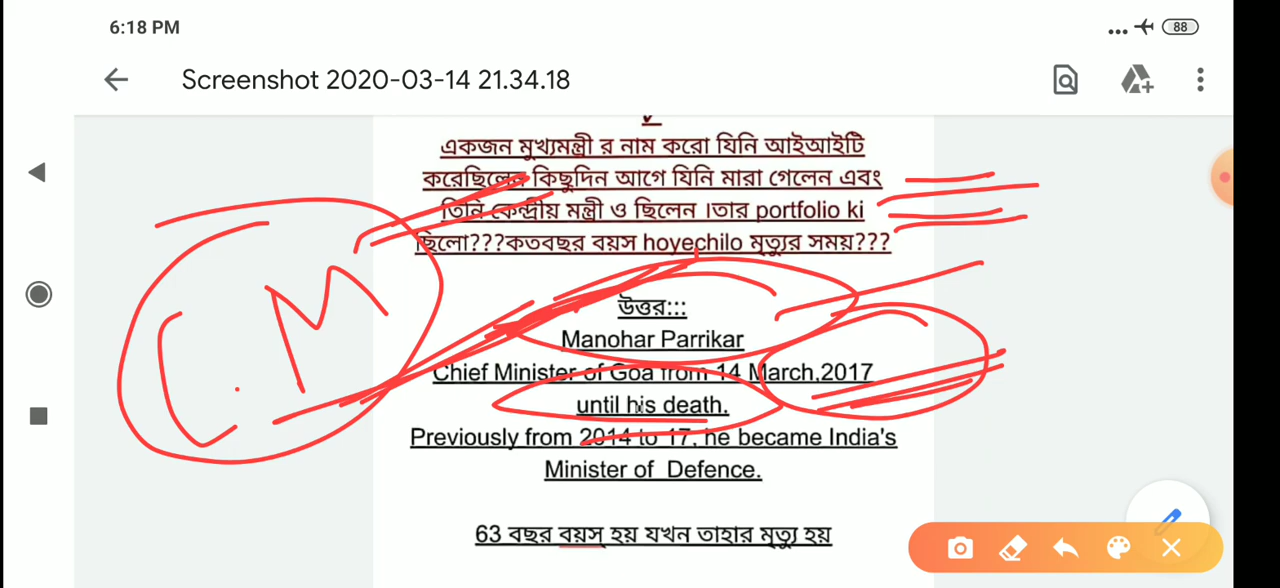 6:18 PM
88
Screenshot 2020-03-14 21.34.18
একজন মুখ্যমন্ত্রী র নাম করো যিনি আইআইটি
করেছিলেন কিছুদিন আগে যিনি মারা গেলেন এবং
তিনি কেন্দ্রীয় মন্ত্রী ও ছিলেন ।তার portfolio ki
ছিলো???কতবছর বয়স hoyechilo মৃত্যুর সময়???
উত্তর:::
Manohar Parrikar
Chief Minister of Goa from 14 March,2017
until his death.
Previously from 2014 to 17, he became India's
Minister of Defence.
63 বছর বয়স্ হয় যখন তাহার মৃত্যু হয়
C.M